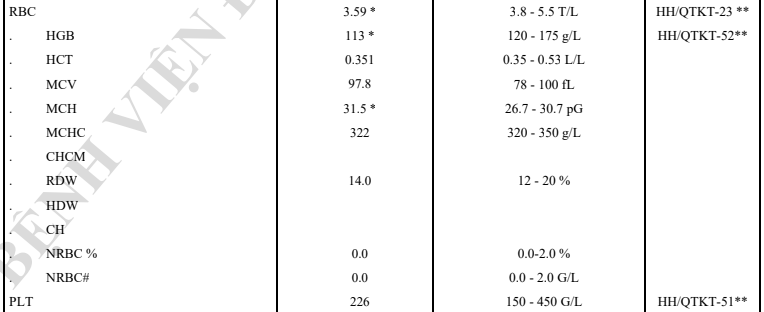 RBC 3.59 * 3.8 - 5.5 T/L HH/QTKT-23 **
. HGB 113 * 120 - 175 g/L HH/QTKT-52**
. HCT 0.351 0.35 - 0.53 L/L
. MCV 97.8 78 - 100 fL
. MCH 31.5 * 26.7 - 30.7 pG
. MCHC 322 320 - 350 g/L
. CHCM
. RDW 14.0 12 - 20 %
. HDW
. CH
. NRBC % 0.0 0.0-2.0 %
. NRBC# 0.0 0.0 - 2.0 G/L
PLT 226 150 - 450 G/L HH/QTKT-51**
BỆNH VIỆN